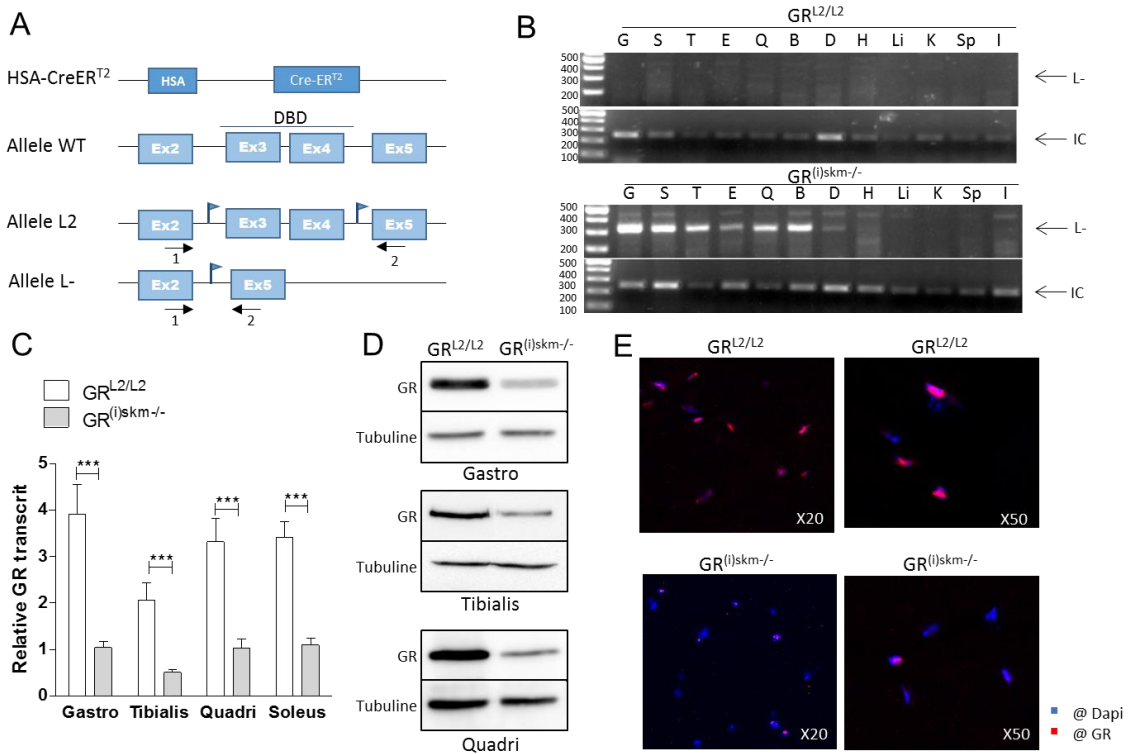 A
HSA-CreER^T2
HSA
Cre-ER^T2
DBD
Allele WT
Ex2
Ex3
Ex4
Ex5
Allele L2
Ex2
Ex3
Ex4
Ex5
1
2
Allele L-
Ex2
Ex5
1
2
B
GR^L2/L2
G S T E Q B D H Li K Sp I
500
400
300
200
L-
500
400
300
200
100
IC
GR^(i)skm-/-
G S T E Q B D H Li K Sp I
500
400
300
200
L-
500
400
300
200
100
IC
C
GR^L2/L2
GR^(i)skm-/-
Relative GR transcrit
5
4
3
2
1
0
***
***
***
***
Gastro Tibialis Quadri Soleus
D
GR^L2/L2 GR^(i)skm-/-
GR
Tubuline
Gastro
GR
Tubuline
Tibialis
GR
Tubuline
Quadri
E
GR^L2/L2
GR^L2/L2
X20
X50
GR^(i)skm-/-
GR^(i)skm-/-
X20
X50
@ Dapi
@ GR